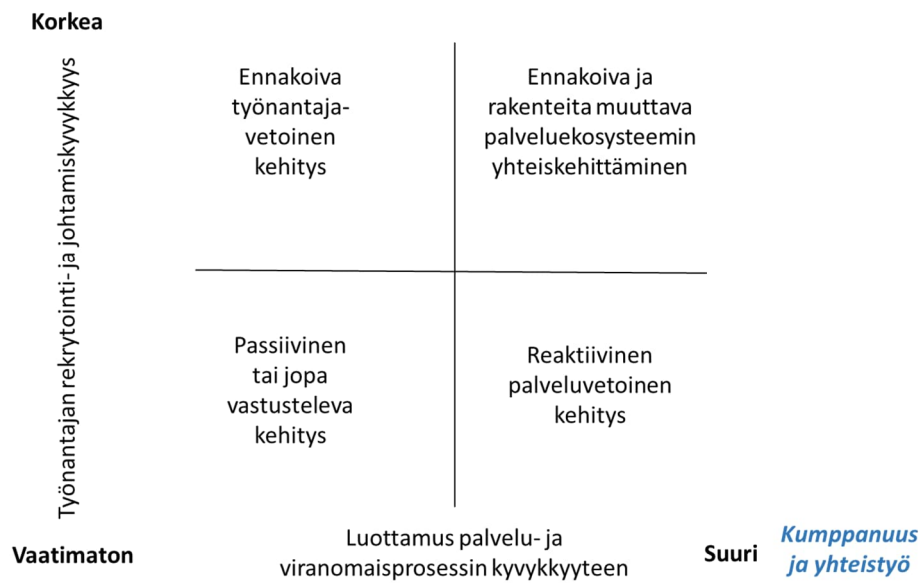 Korkea
Työnantajan rekrytointi- ja johtamiskyvykkyys
Ennakoiva
työnantaja-
vetoinen
kehitys
Ennakoiva ja
rakenteita muuttava
palveluekosysteemin
yhteiskehittäminen
Passiivinen
tai jopa
vastusteleva
kehitys
Reaktiivinen
palveluvetoinen
kehitys
Vaatimaton
Luottamus palvelu- ja
viranomaisprosessin kyvykkyyteen
Suuri
Kumppanuus
ja yhteistyö